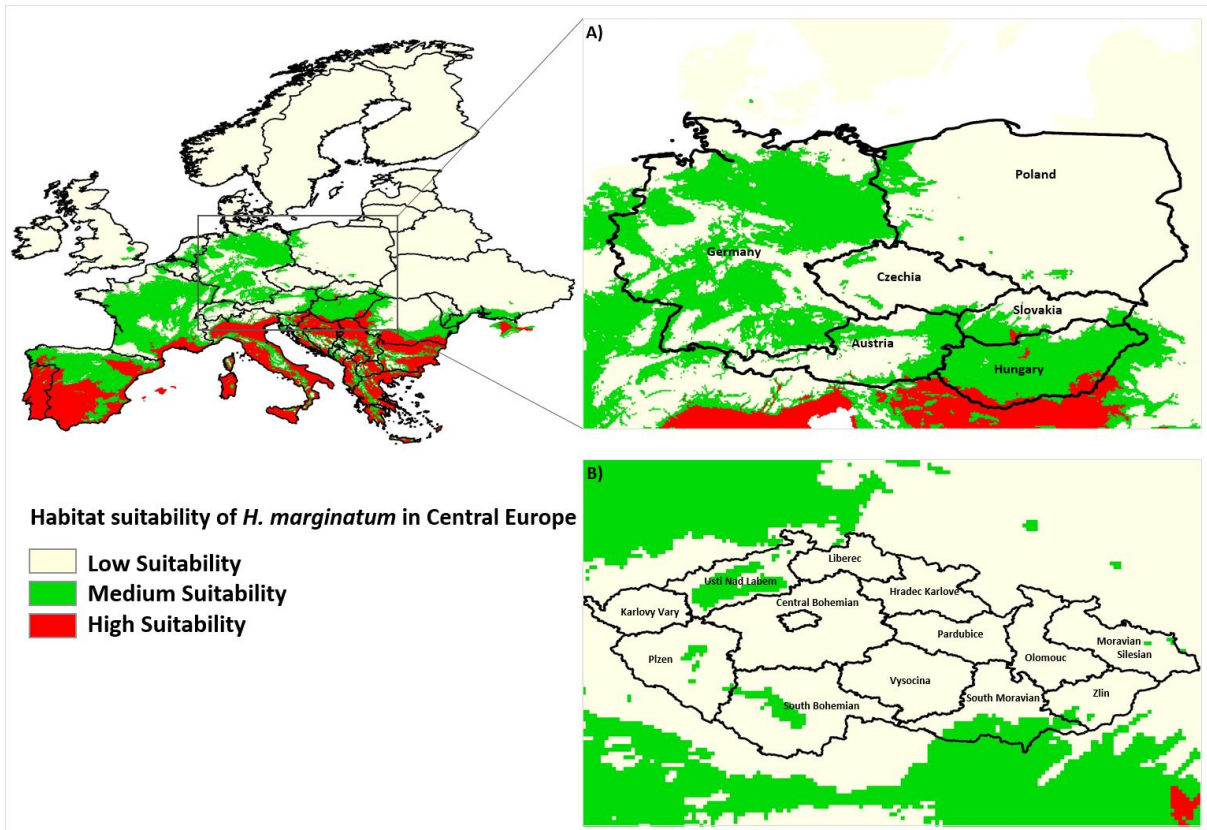 A)
Poland
Germany
Czechia
Slovakia
Austria
Hungary
Habitat suitability of H. marginatum in Central Europe
Low Suitability
Medium Suitability
High Suitability
B)
Liberec
Usti Nad Labem
Hradec Karlove
Karlovy Vary
Central Bohemian
Pardubice
Moravian
Silesian
Plzen
Olomouc
Vysocina
Zlin
South Moravian
South Bohemian